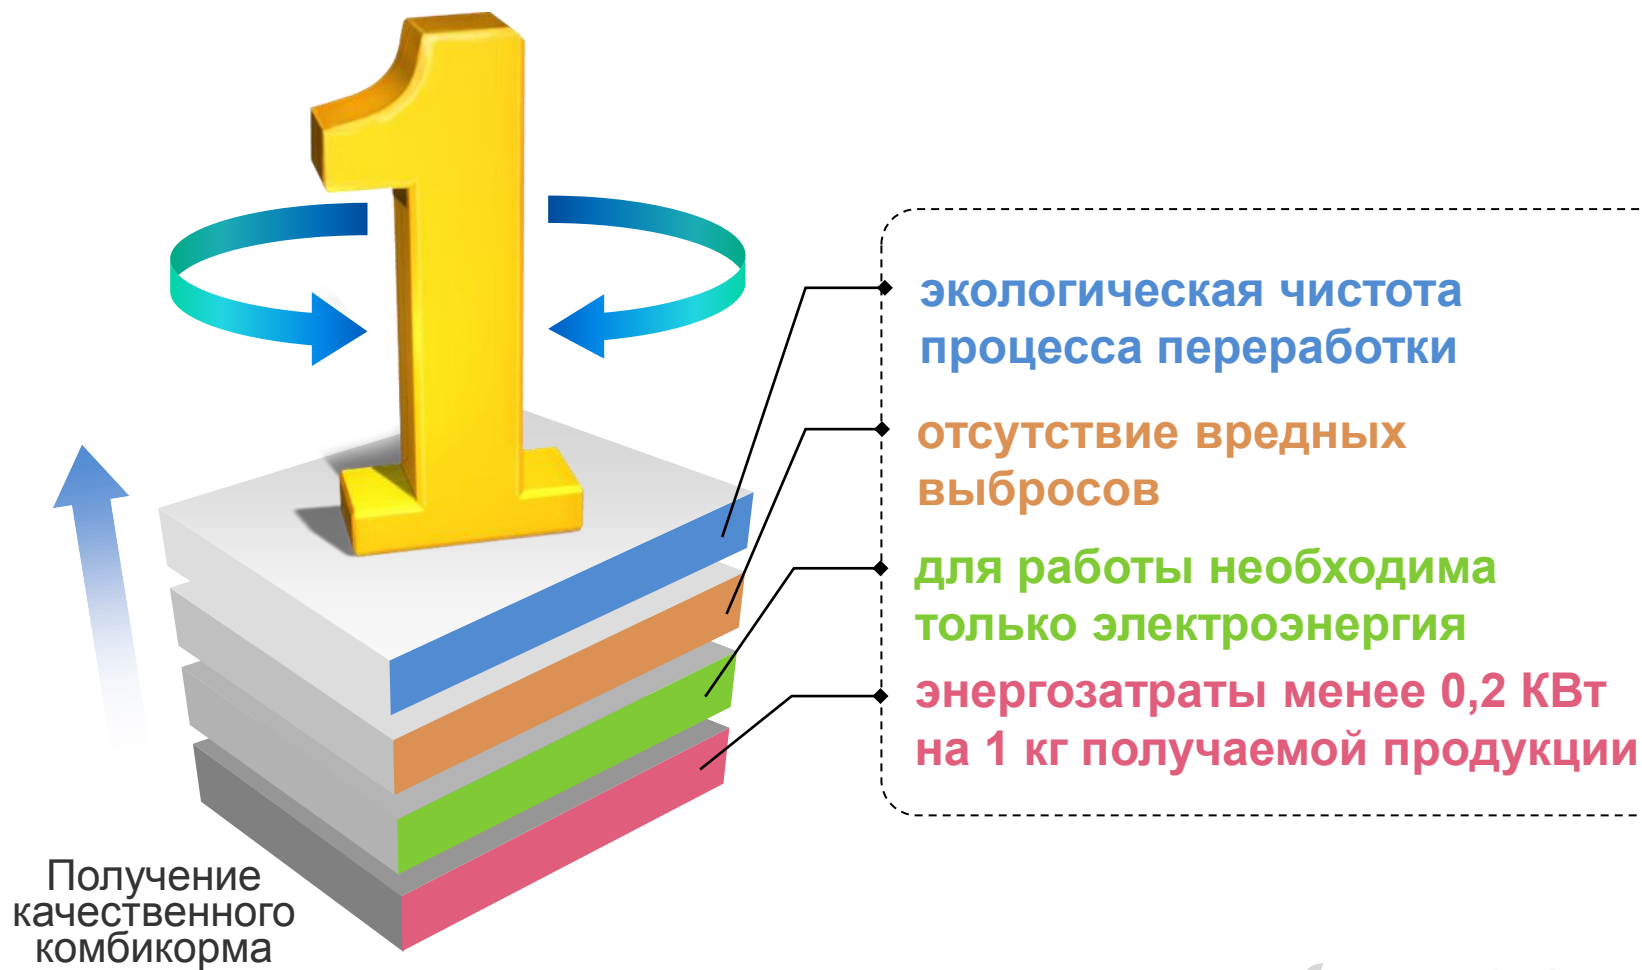 1
экологическая чистота
процесса переработки
отсутствие вредных
выбросов
для работы необходима
только электроэнергия
энергозатраты менее 0,2 КВт
на 1 кг получаемой продукции
Получение
качественного
комбикорма